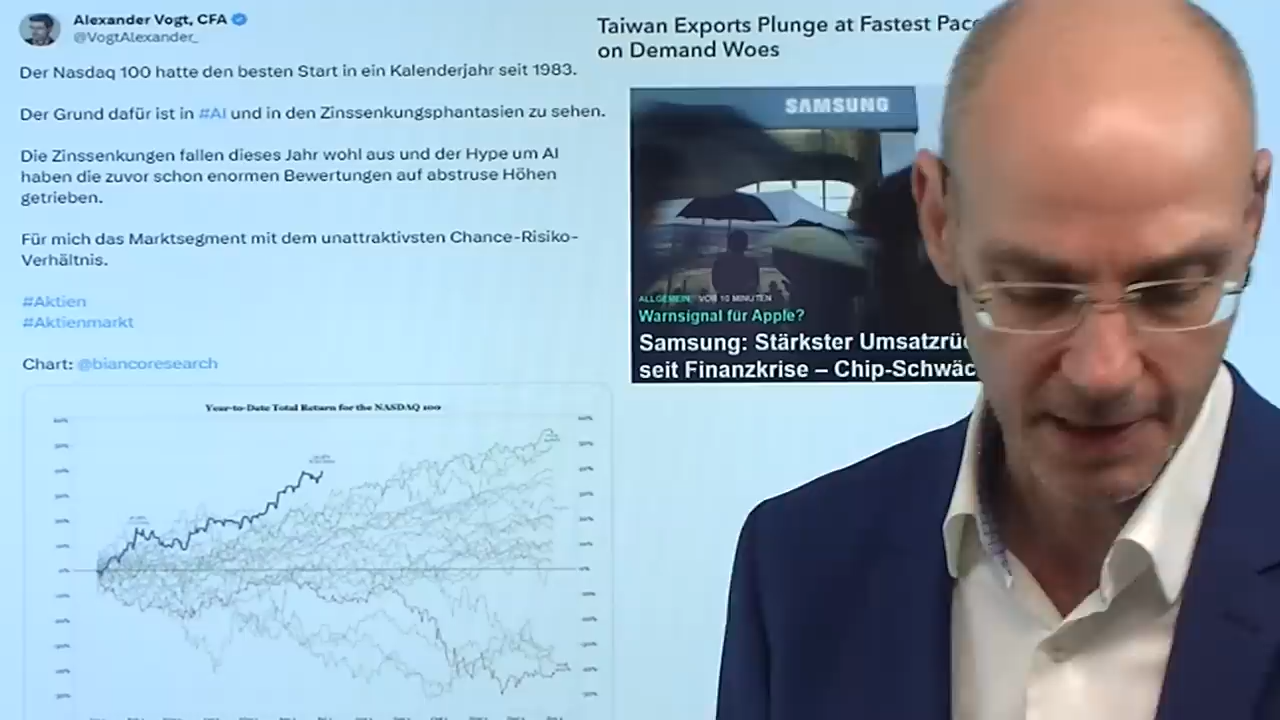 Alexander Vogt, CFA
@VogtAlexander_
Der Nasdaq 100 hatte den besten Start in ein Kalenderjahr seit 1983.
Der Grund dafür ist in #AI und in den Zinssenkungsphantasien zu sehen.
Die Zinssenkungen fallen dieses Jahr wohl aus und der Hype um AI
haben die zuvor schon enormen Bewertungen auf abstruse Höhen
getrieben.
Für mich das Marktsegment mit dem unattraktivsten Chance-Risiko-
Verhältnis.
#Aktien
#Aktienmarkt
Chart: @biancoresearch
Year-to-Date Total Return for the NASDAQ 100
Taiwan Exports Plunge at Fastest
on Demand Woes
SAMSUNG
ALLGEMEIN VOR 10 MINUTEN
Warnsignal für Apple?
Samsung: Stärkster
seit Finanzkrise –